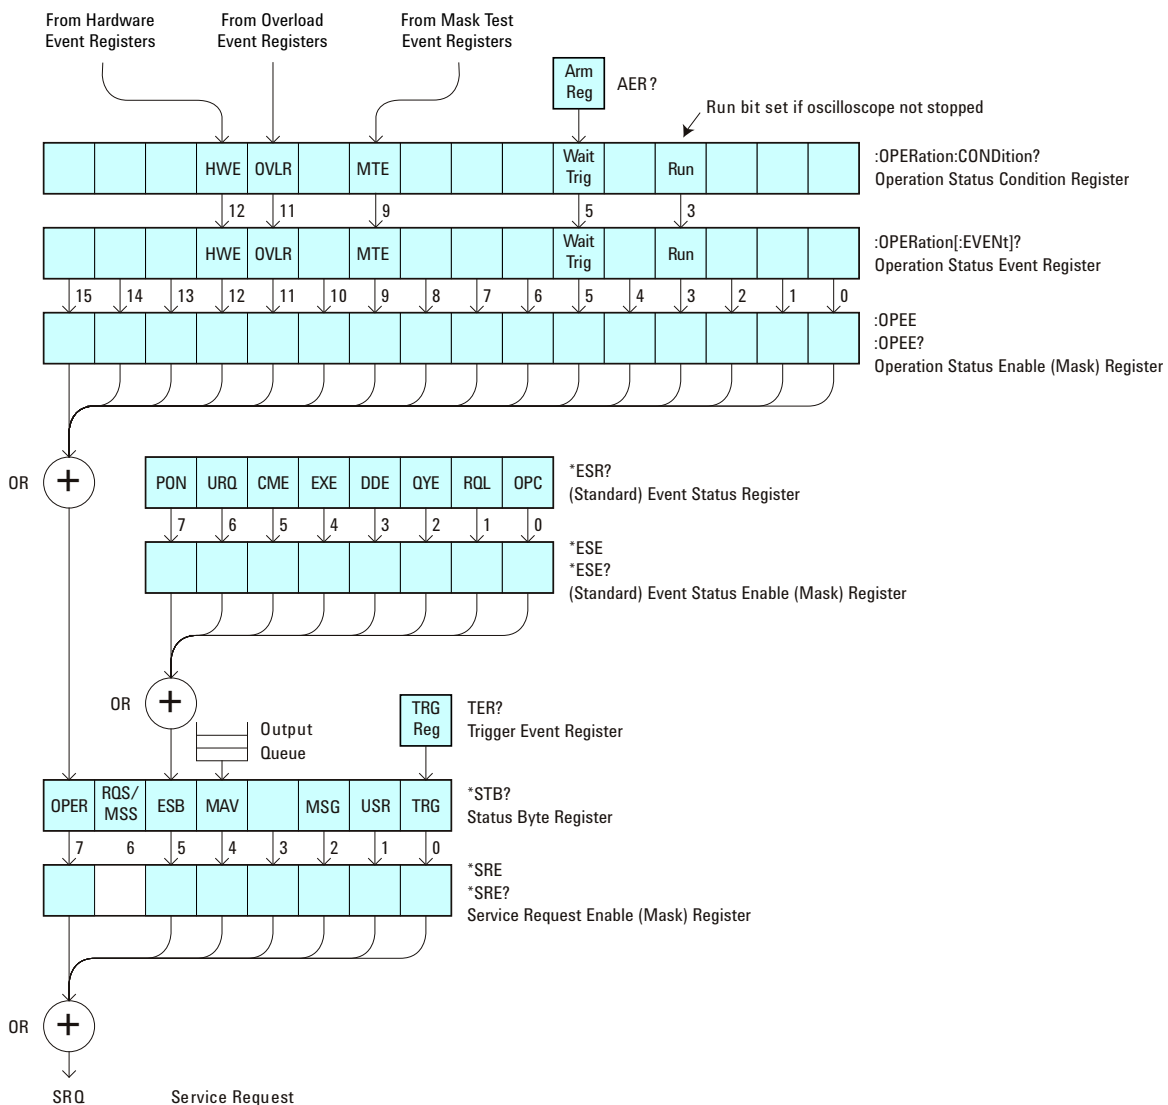 From Hardware
Event Registers
From Overload
Event Registers
From Mask Test
Event Registers
Arm
Reg
AER?
Run bit set if oscilloscope not stopped
HWE OVLR MTE Wait
Trig Run
:OPERation:CONDition?
Operation Status Condition Register
12 11 9 5 3
HWE OVLR MTE Wait
Trig Run
:OPERation[:EVENt]?
Operation Status Event Register
15 14 13 12 11 10 9 8 7 6 5 4 3 2 1 0
:OPEE
:OPEE?
Operation Status Enable (Mask) Register
OR +
PON URQ CME EXE DDE QYE RQL OPC
*ESR?
(Standard) Event Status Register
7 6 5 4 3 2 1 0
*ESE
*ESE?
(Standard) Event Status Enable (Mask) Register
OR +
Output
Queue
TRG
Reg
TER?
Trigger Event Register
OPER RQS/
MSS ESB MAV MSG USR TRG
*STB?
Status Byte Register
7 6 5 4 3 2 1 0
*SRE
*SRE?
Service Request Enable (Mask) Register
OR +
SRQ Service Request